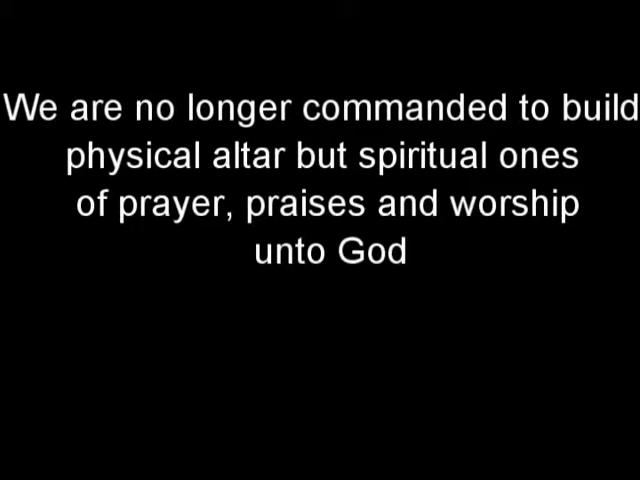 We are no longer commanded to build
physical altar but spiritual ones
of prayer, praises and worship
unto God